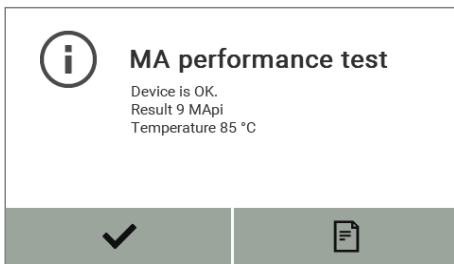 MA performance test
Device is OK.
Result 9 MApi
Temperature 85 °C